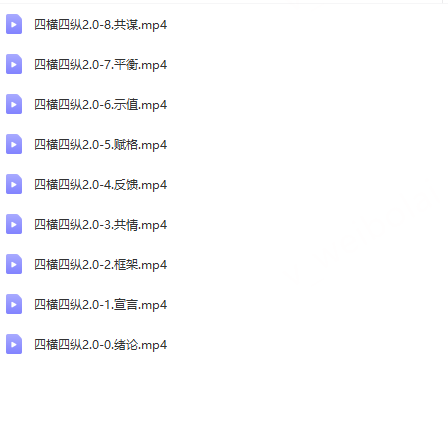 四横四纵2.0-8.共谋.mp4
四横四纵2.0-7.平衡.mp4
四横四纵2.0-6.示值.mp4
四横四纵2.0-5.赋格.mp4
四横四纵2.0-4.反馈.mp4
四横四纵2.0-3.共情.mp4
四横四纵2.0-2.框架.mp4
四横四纵2.0-1.宣言.mp4
四横四纵2.0-0.绪论.mp4